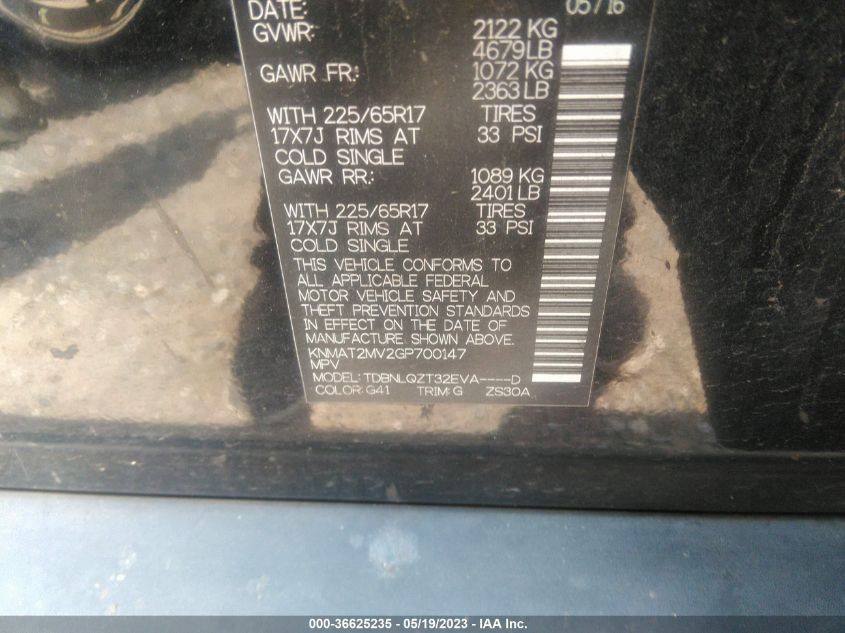 DATE: 05/16
GVWR: 2122 KG
4679LB
GAWR FR: 1072 KG
2363 LB
WITH 225/65R17 TIRES
17X7J RIMS AT 33 PSI
COLD SINGLE
GAWR RR: 1089 KG
2401 LB
WITH 225/65R17 TIRES
17X7J RIMS AT 33 PSI
COLD SINGLE
THIS VEHICLE CONFORMS TO
ALL APPLICABLE FEDERAL
MOTOR VEHICLE SAFETY AND
THEFT PREVENTION STANDARDS
IN EFFECT ON THE DATE OF
MANUFACTURE SHOWN ABOVE.
KNMAT2MV2GP700147
MPV
MODEL: TDBNLQZT32EVA----D
COLOR: G41 TRIM: G ZS30A
000-36625235 - 05/19/2023 - IAA Inc.